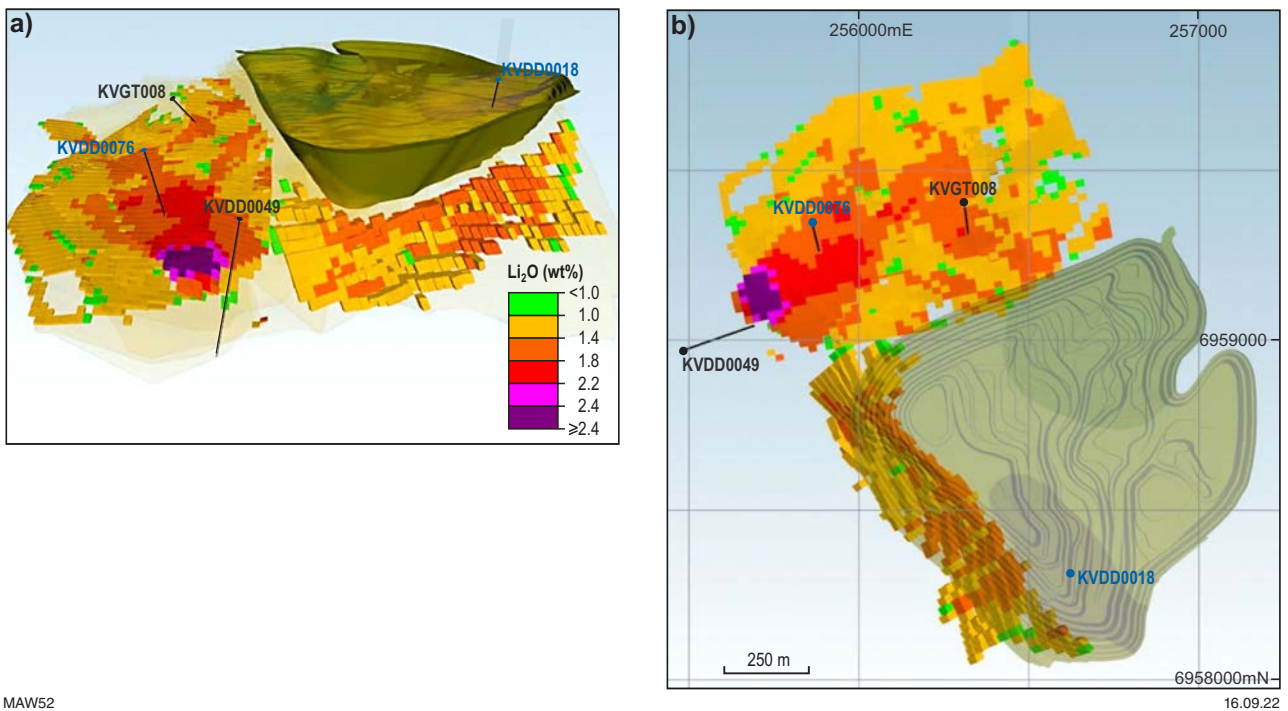 a)
KVDD0018
KVGT008
KVDD0076
KVDD0049
Li2O (wt%)
<1.0
1.0
1.4
1.8
2.2
2.4
⩾2.4
b)
256000mE
257000
KVGT008
KVDD0076
6959000
KVDD0049
KVDD0018
250 m
6958000mN
MAW52
16.09.22